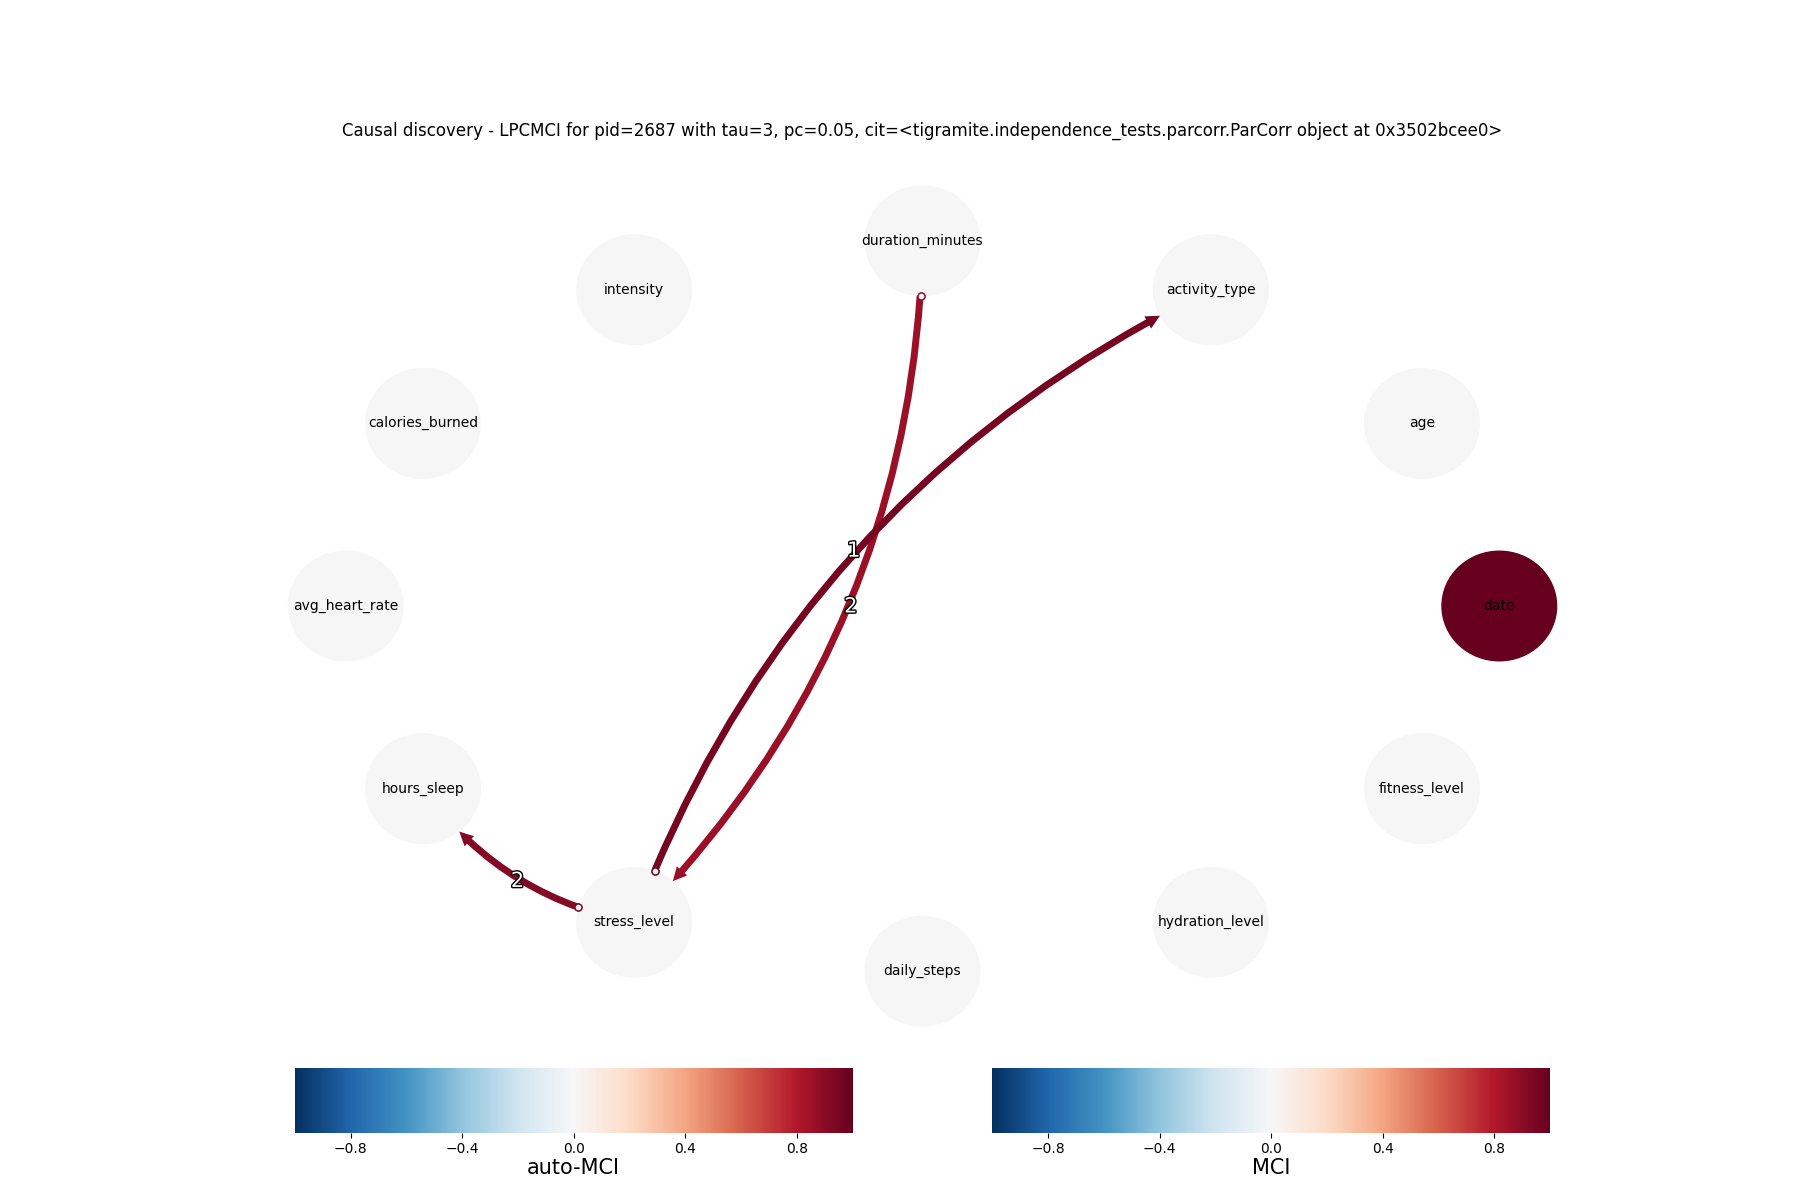 Causal discovery - LPCMCI for pid=2687 with tau=3, pc=0.05, cit=<tigramite.independence_tests.parcorr.ParCorr object at 0x3502bcee0>
duration_minutes
intensity
activity_type
calories_burned
age
1
2
avg_heart_rate
date
hours_sleep
fitness_level
2
stress_level
hydration_level
daily_steps
−0.8 −0.4 0.0 0.4 0.8
auto-MCI
−0.8 −0.4 0.0 0.4 0.8
MCI